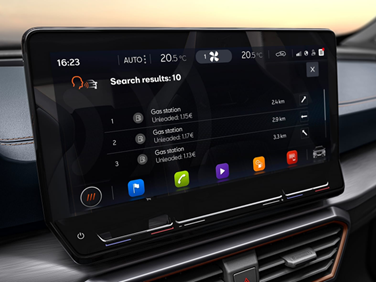 16:23 AUTO 20.5°C 1 20.5°C
Search results: 10 X
Gas station
1 Unleaded: 1.15€ 2.4 km
Gas station
2 Unleaded: 1.17€ 2.9 km
Gas station
3 Unleaded: 1.13€ 3.3 km